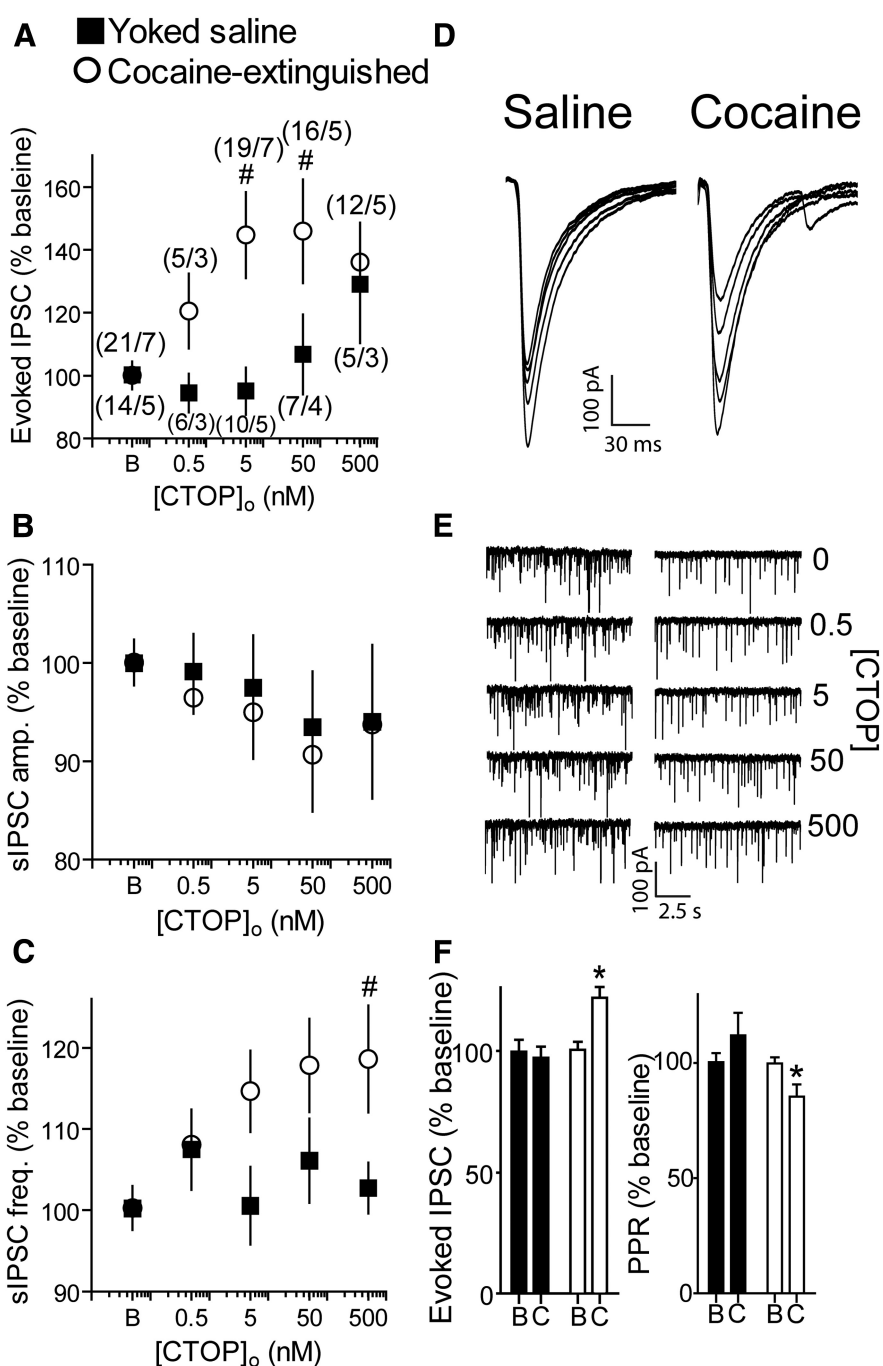 A
Yoked saline
Cocaine-extinguished
Evoked IPSC (% basleine)
160
140
120
100
80
(21/7)
(14/5)
(5/3)
(6/3)
(19/7)
#
(10/5)
(16/5)
#
(7/4)
(12/5)
(5/3)
B 0.5 5 50 500
[CTOP]o (nM)
B
sIPSC amp. (% baseline)
110
100
90
80
B 0.5 5 50 500
[CTOP]o (nM)
C
sIPSC freq. (% baseline)
120
110
100
90
#
B 0.5 5 50 500
[CTOP]o (nM)
D
Saline Cocaine
100 pA
30 ms
E
0
0.5
5
50
500
[CTOP]
100 pA
2.5 s
F
Evoked IPSC (% baseline)
100
50
0
*
B C B C
PPR (% baseline)
100
50
0
*
B C B C